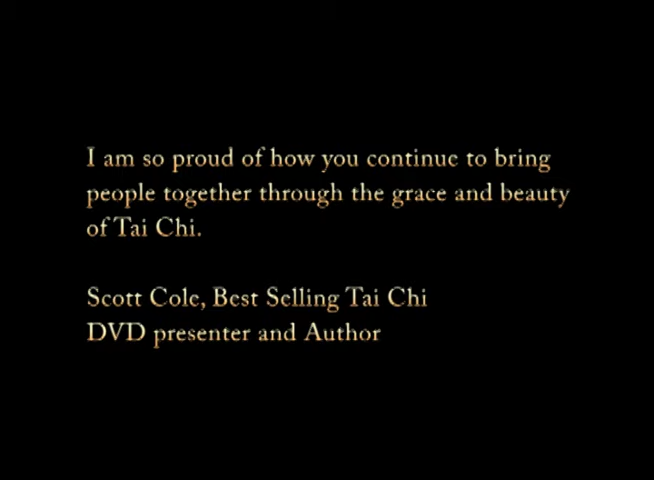 I am so proud of how you continue to bring
people together through the grace and beauty
of Tai Chi.
Scott Cole, Best Selling Tai Chi
DVD presenter and Author